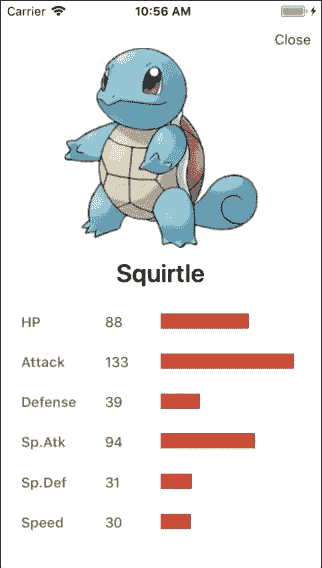 Carrier 10:56 AM
Close
Squirtle
HP 88
Attack 133
Defense 39
Sp.Atk 94
Sp.Def 31
Speed 30